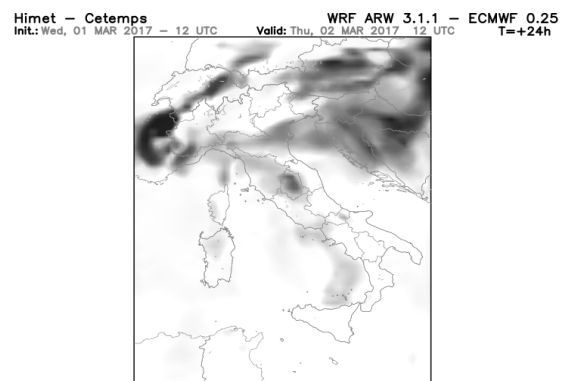 Himet – Cetemps WRF ARW 3.1.1 – ECMWF 0.25
Init.: Wed, 01 MAR 2017 – 12 UTC Valid: Thu, 02 MAR 2017 12 UTC T=+24h